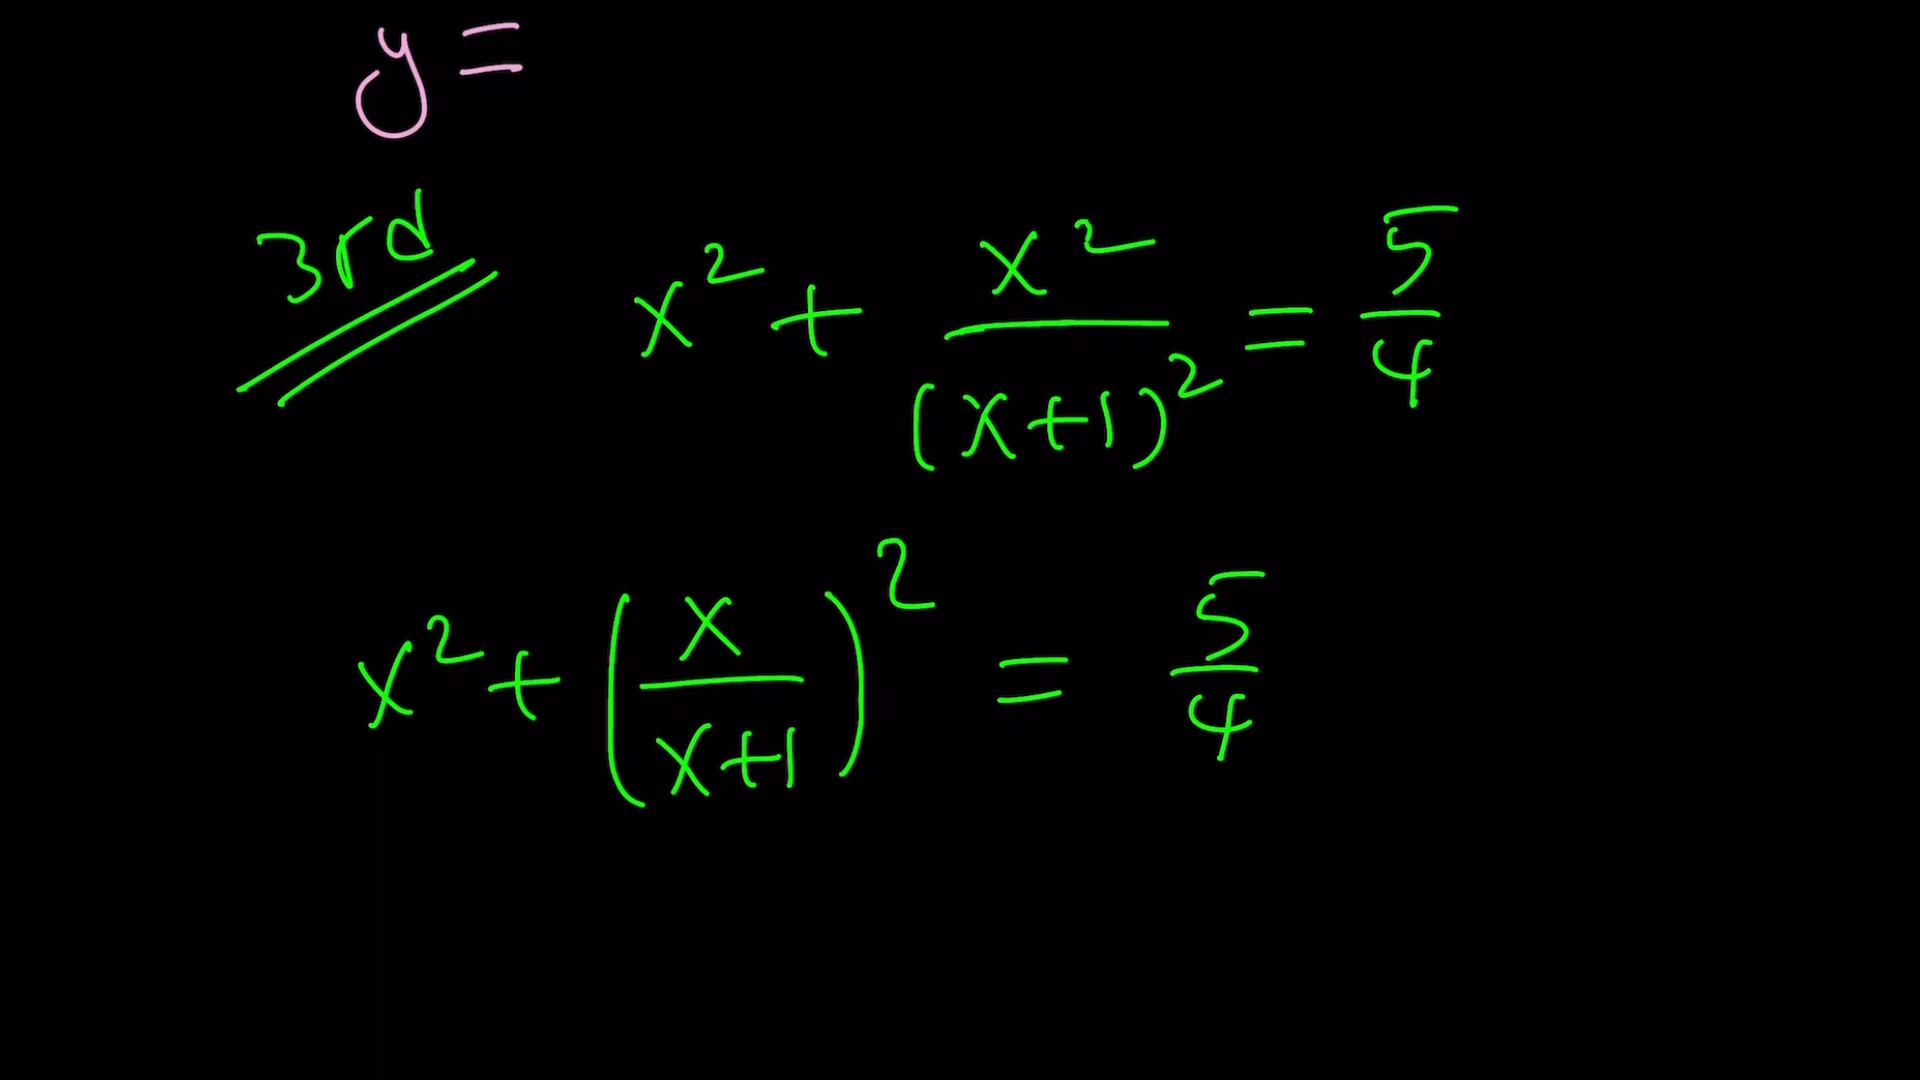 y =
3rd x² + x²/(x+1)² = 5/4
x² + (x/(x+1))² = 5/4